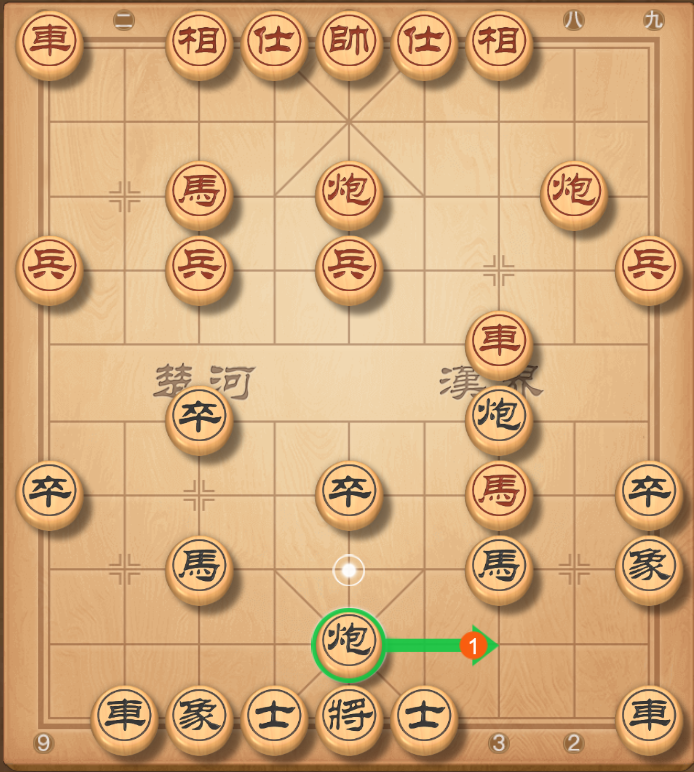 二 八 九
車 相 仕 帥 仕 相
馬 炮 炮
兵 兵 兵 兵
車
楚河 漢界
卒 炮
卒 卒 馬 卒
馬 馬 象
炮 1
車 象 士 將 士 車
9 3 2